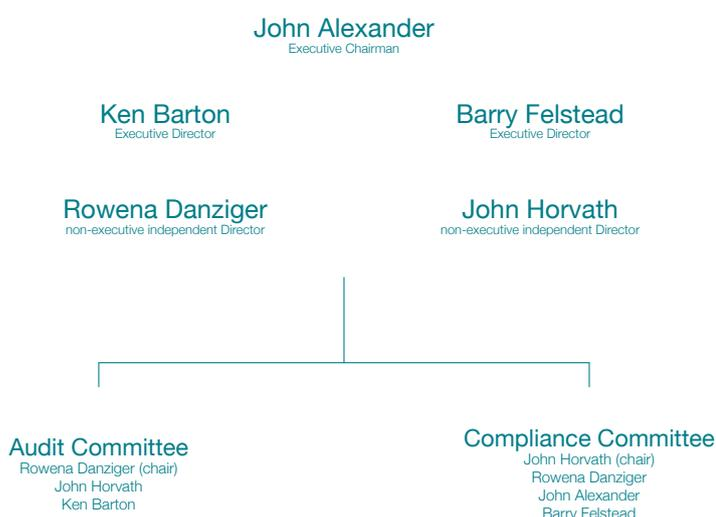 John Alexander
Executive Chairman
Ken Barton
Executive Director
Barry Felstead
Executive Director
Rowena Danziger
non-executive independent Director
John Horvath
non-executive independent Director
Audit Committee
Rowena Danziger (chair)
John Horvath
Ken Barton
Compliance Committee
John Horvath (chair)
Rowena Danziger
John Alexander
Barry Felstead